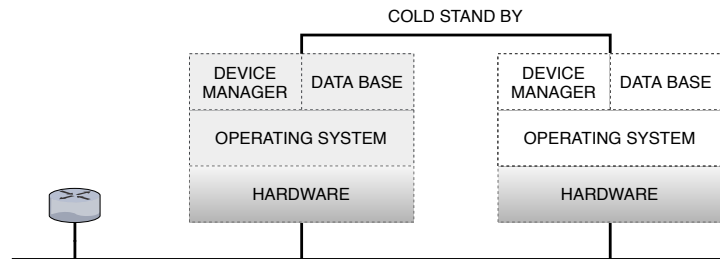 COLD STAND BY
DEVICE
MANAGER
DATA BASE
OPERATING SYSTEM
HARDWARE
DEVICE
MANAGER
DATA BASE
OPERATING SYSTEM
HARDWARE